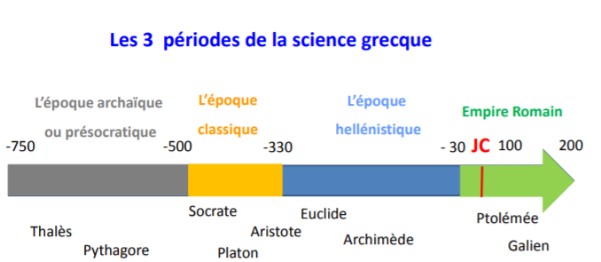 Les 3 périodes de la science grecque
L'époque archaïque
ou présocratique
L'époque
classique
L'époque
hellénistique
Empire Romain
-750 -500 -330 - 30 JC 100 200
Socrate Euclide Ptolémée
Thalès Aristote Archimède Galien
Pythagore Platon